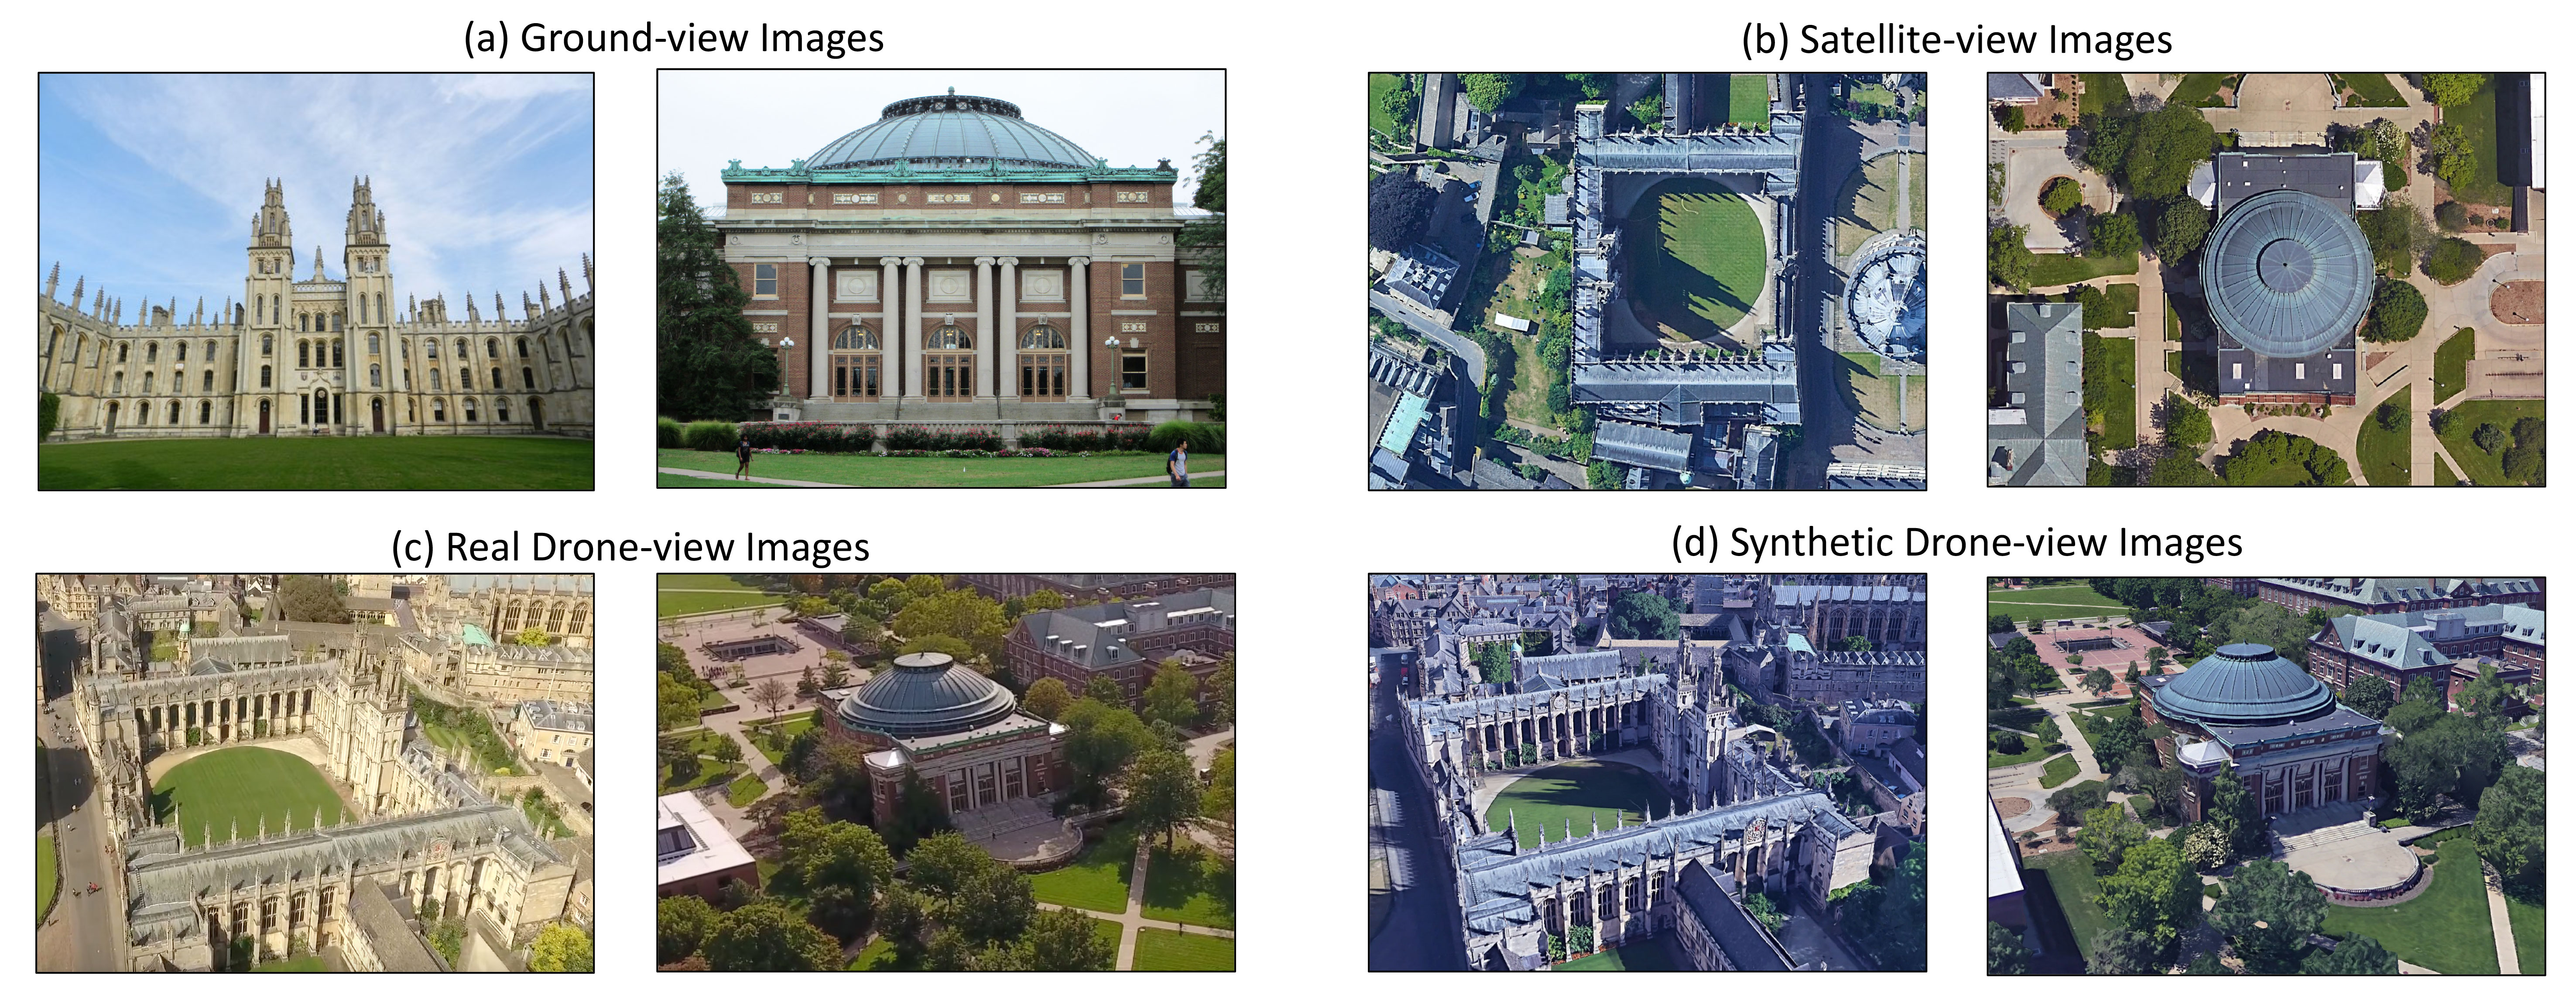 (a) Ground-view Images
(b) Satellite-view Images
(c) Real Drone-view Images
(d) Synthetic Drone-view Images